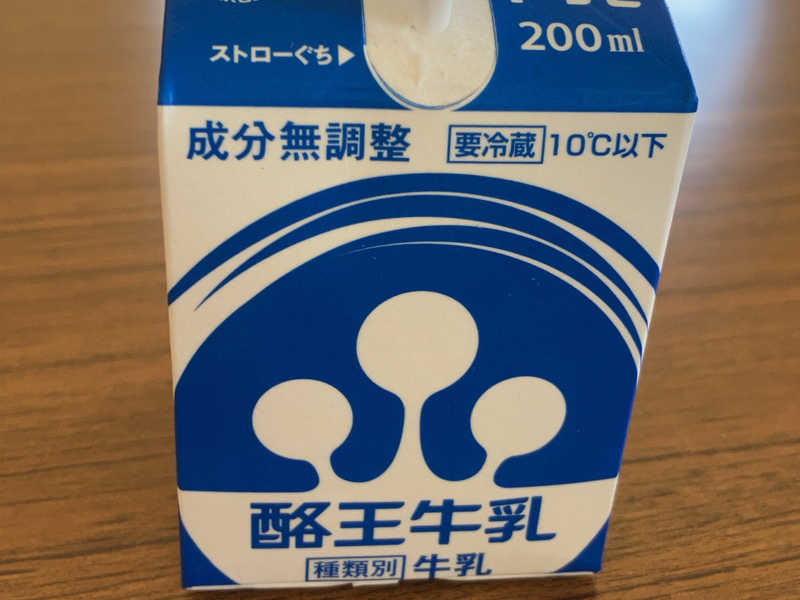 200ml
ストローぐち▶
成分無調整
要冷蔵 10℃以下
酪王牛乳
種類別 牛乳